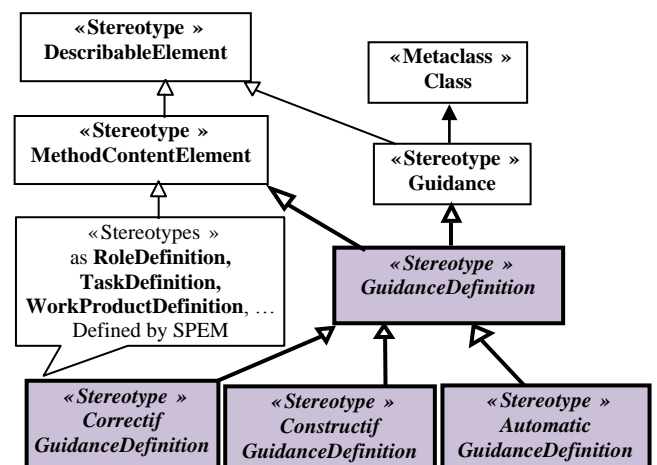 «Stereotype »
DescribableElement
«Metaclass»
Class
«Stereotype »
MethodContentElement
«Stereotype »
Guidance
«Stereotypes »
as RoleDefinition,
TaskDefinition,
WorkProductDefinition, …
Defined by SPEM
«Stereotype »
GuidanceDefinition
«Stereotype »
Correctif
GuidanceDefinition
«Stereotype »
Constructif
GuidanceDefinition
«Stereotype »
Automatic
GuidanceDefinition